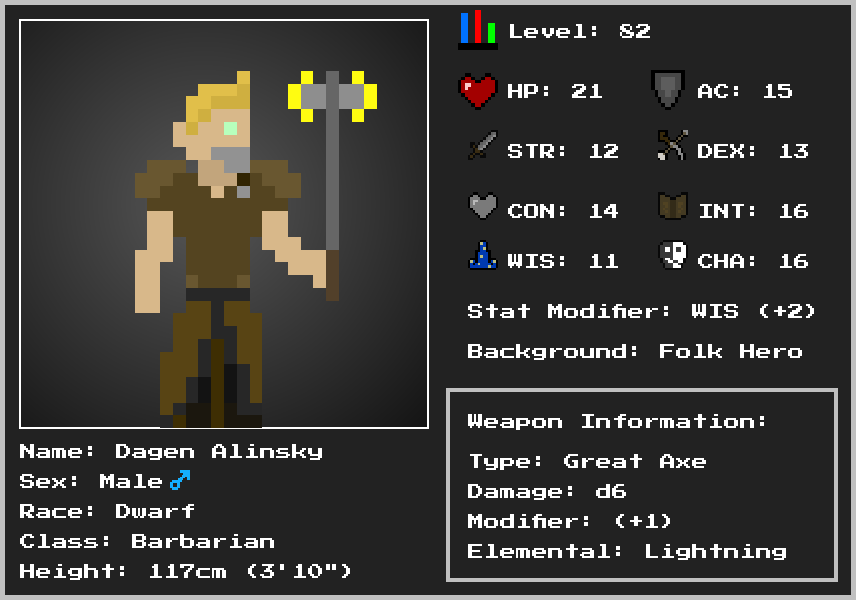 Level: 82
HP: 21
AC: 15
STR: 12
DEX: 13
CON: 14
INT: 16
WIS: 11
CHA: 16
Stat Modifier: WIS (+2)
Background: Folk Hero
Weapon Information:
Type: Great Axe
Damage: d6
Modifier: (+1)
Elemental: Lightning
Name: Dagen Alinsky
Sex: Male♂
Race: Dwarf
Class: Barbarian
Height: 117cm (3'10")